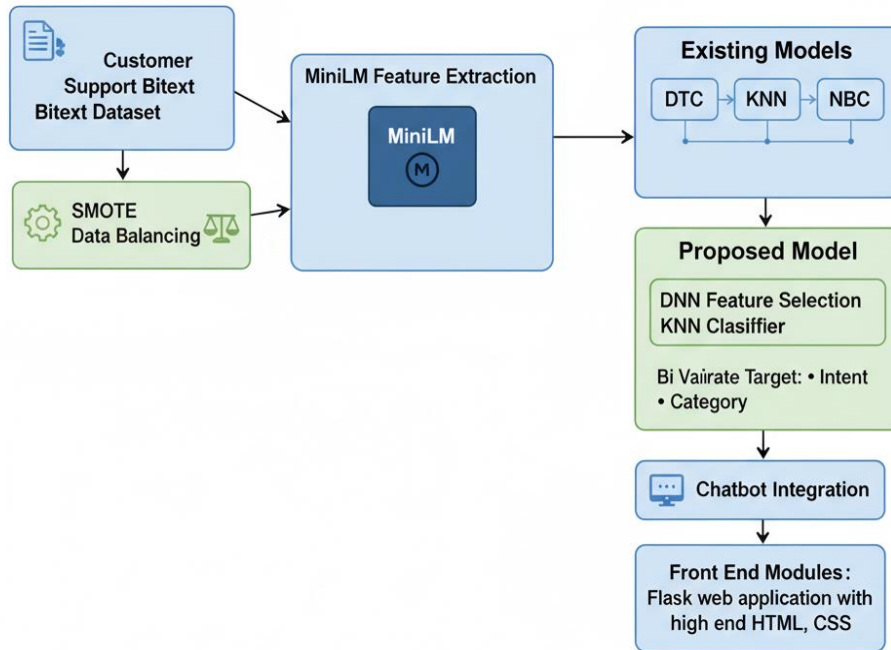 Customer
Support Bitext
Bitext Dataset
SMOTE
Data Balancing
MiniLM Feature Extraction
MiniLM
M
Existing Models
DTC
KNN
NBC
Proposed Model
DNN Feature Selection
KNN Clasiffier
Bi Vaiirate Target: • Intent
• Category
Chatbot Integration
Front End Modules:
Flask web application with
high end HTML, CSS